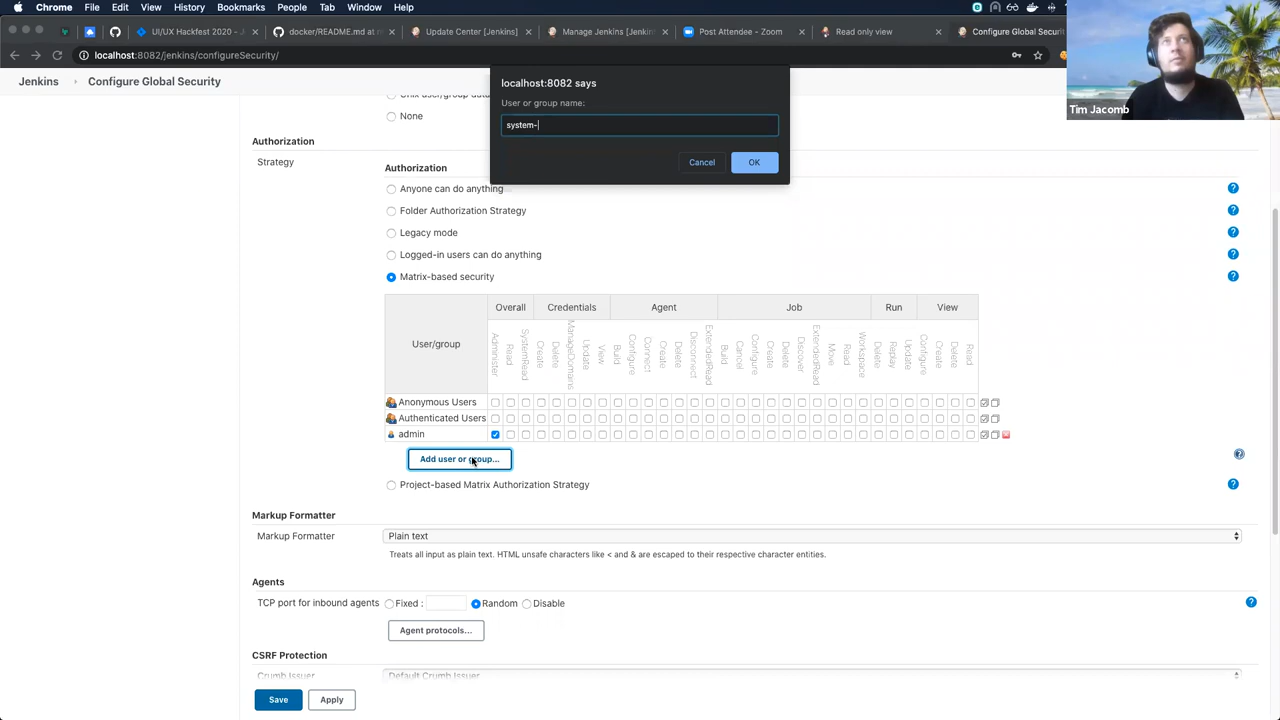 Chrome File Edit View History Bookmarks People Tab Window Help
UI/UX Hackfest 2020 -
docker/README.md at
Update Center [Jenkins]
Manage Jenkins [Jenkins
Post Attendee - Zoom
Read only view
Configure Global
localhost:8082/jenkins/configureSecurity/
Jenkins Configure Global Security
localhost:8082 says
User or group name:
system-
Cancel OK
Tim Jacomb
None
Authorization
Strategy
Authorization
Anyone can do anything
Folder Authorization Strategy
Legacy mode
Logged-in users can do anything
Matrix-based security
User/group Overall Credentials Agent Job Run View
Administer Read SystemRead Create Delete ManageDomains Update View Build Configure Connect Create Delete Disconnect ExtendedRead Build Cancel Configure Create Delete Discover ExtendedRead Move Read Workspace Delete Replay Update Configure Create Delete Read
Anonymous Users
Authenticated Users
admin
Add user or group...
Project-based Matrix Authorization Strategy
Markup Formatter
Markup Formatter Plain text
Treats all input as plain text. HTML unsafe characters like < and & are escaped to their respective character entities.
Agents
TCP port for inbound agents Fixed : Random Disable
Agent protocols...
CSRF Protection
Crumb Issuer Default Crumb Issuer
Save Apply